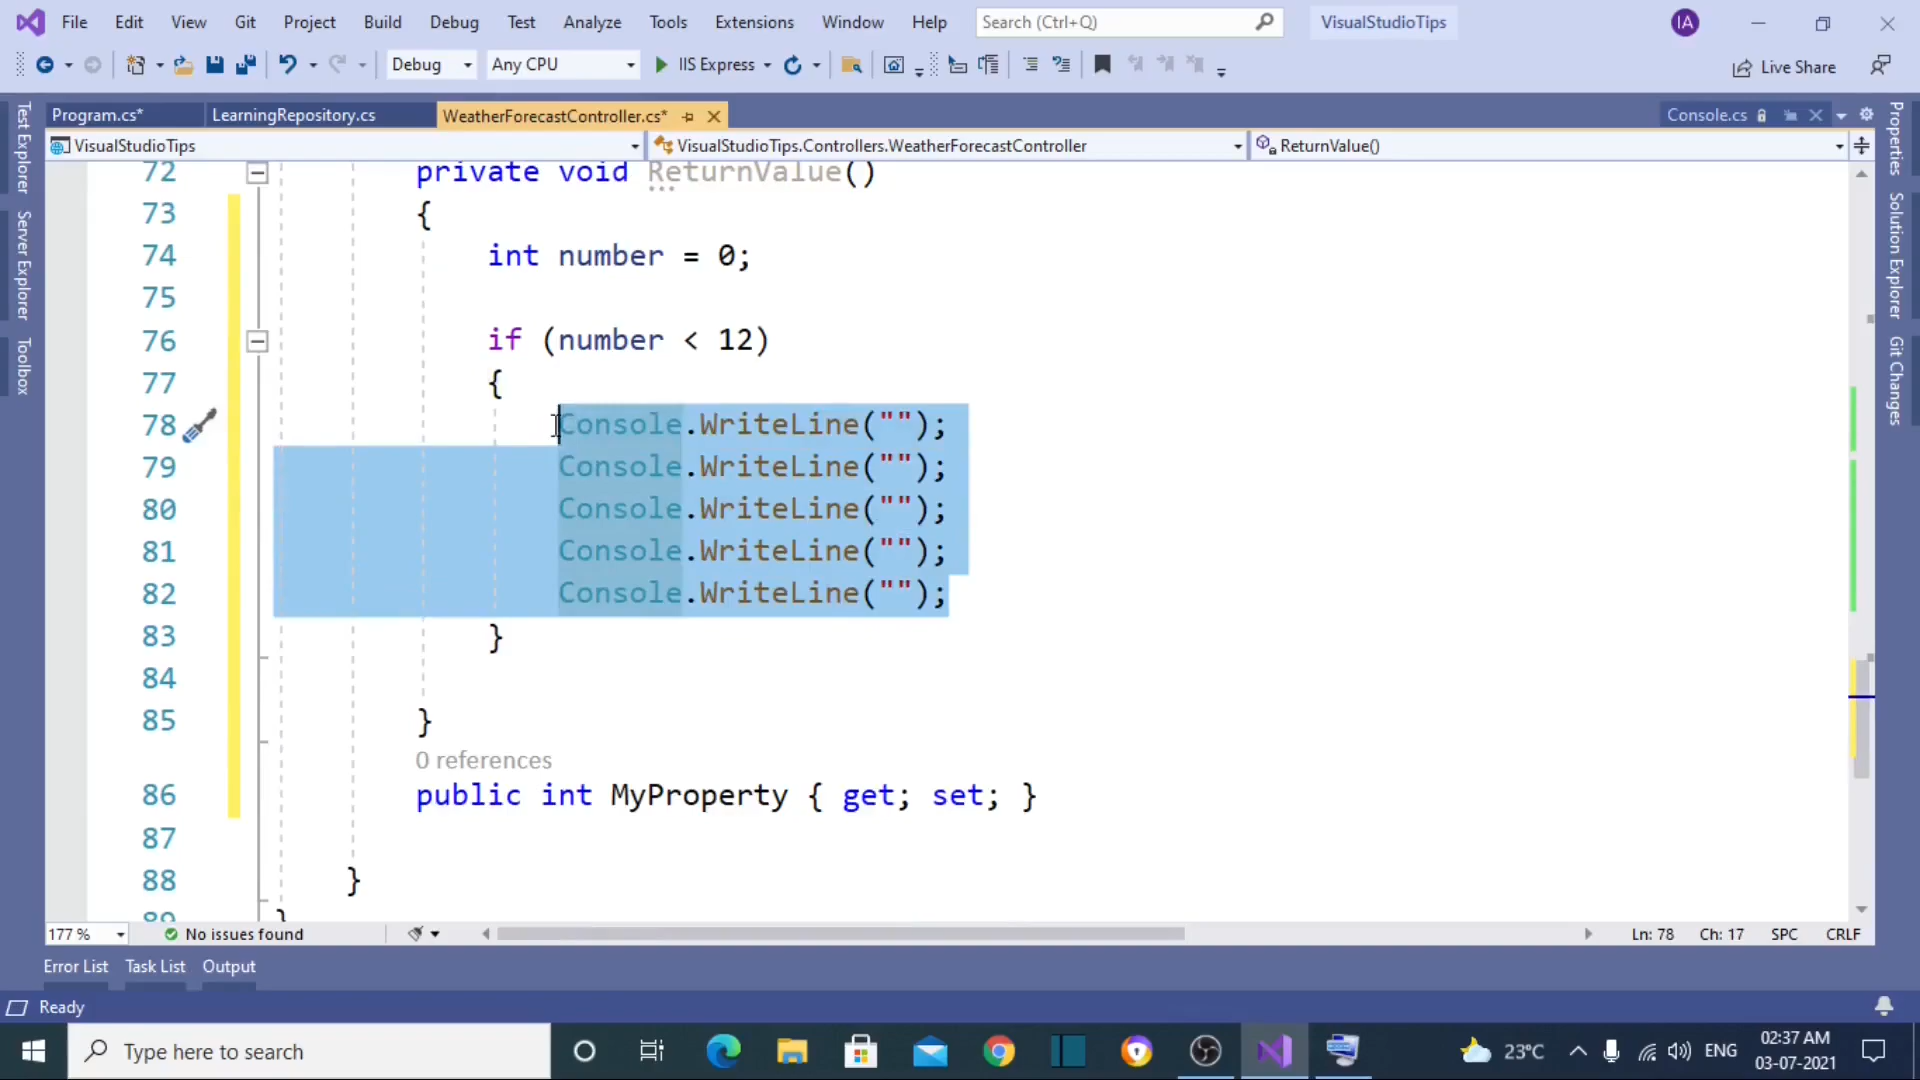 File Edit View Git Project Build Debug Test Analyze Tools Extensions Window Help Search (Ctrl+Q) VisualStudioTips IA
Debug Any CPU IIS Express Live Share
Program.cs* LearningRepository.cs WeatherForecastController.cs* Console.cs
VisualStudioTips VisualStudioTips.Controllers.WeatherForecastController ReturnValue()
Test Explorer
Server Explorer
Toolbox
72 private void ReturnValue()
73 {
74 int number = 0;
75
76 if (number < 12)
77 {
78 Console.WriteLine("");
79 Console.WriteLine("");
80 Console.WriteLine("");
81 Console.WriteLine("");
82 Console.WriteLine("");
83 }
84
85 }
0 references
86 public int MyProperty { get; set; }
87
88 }
89 }
Properties
Solution Explorer
Git Changes
177 % No issues found Ln: 78 Ch: 17 SPC CRLF
Error List Task List Output
Ready
Type here to search 23°C ENG 02:37 AM
03-07-2021